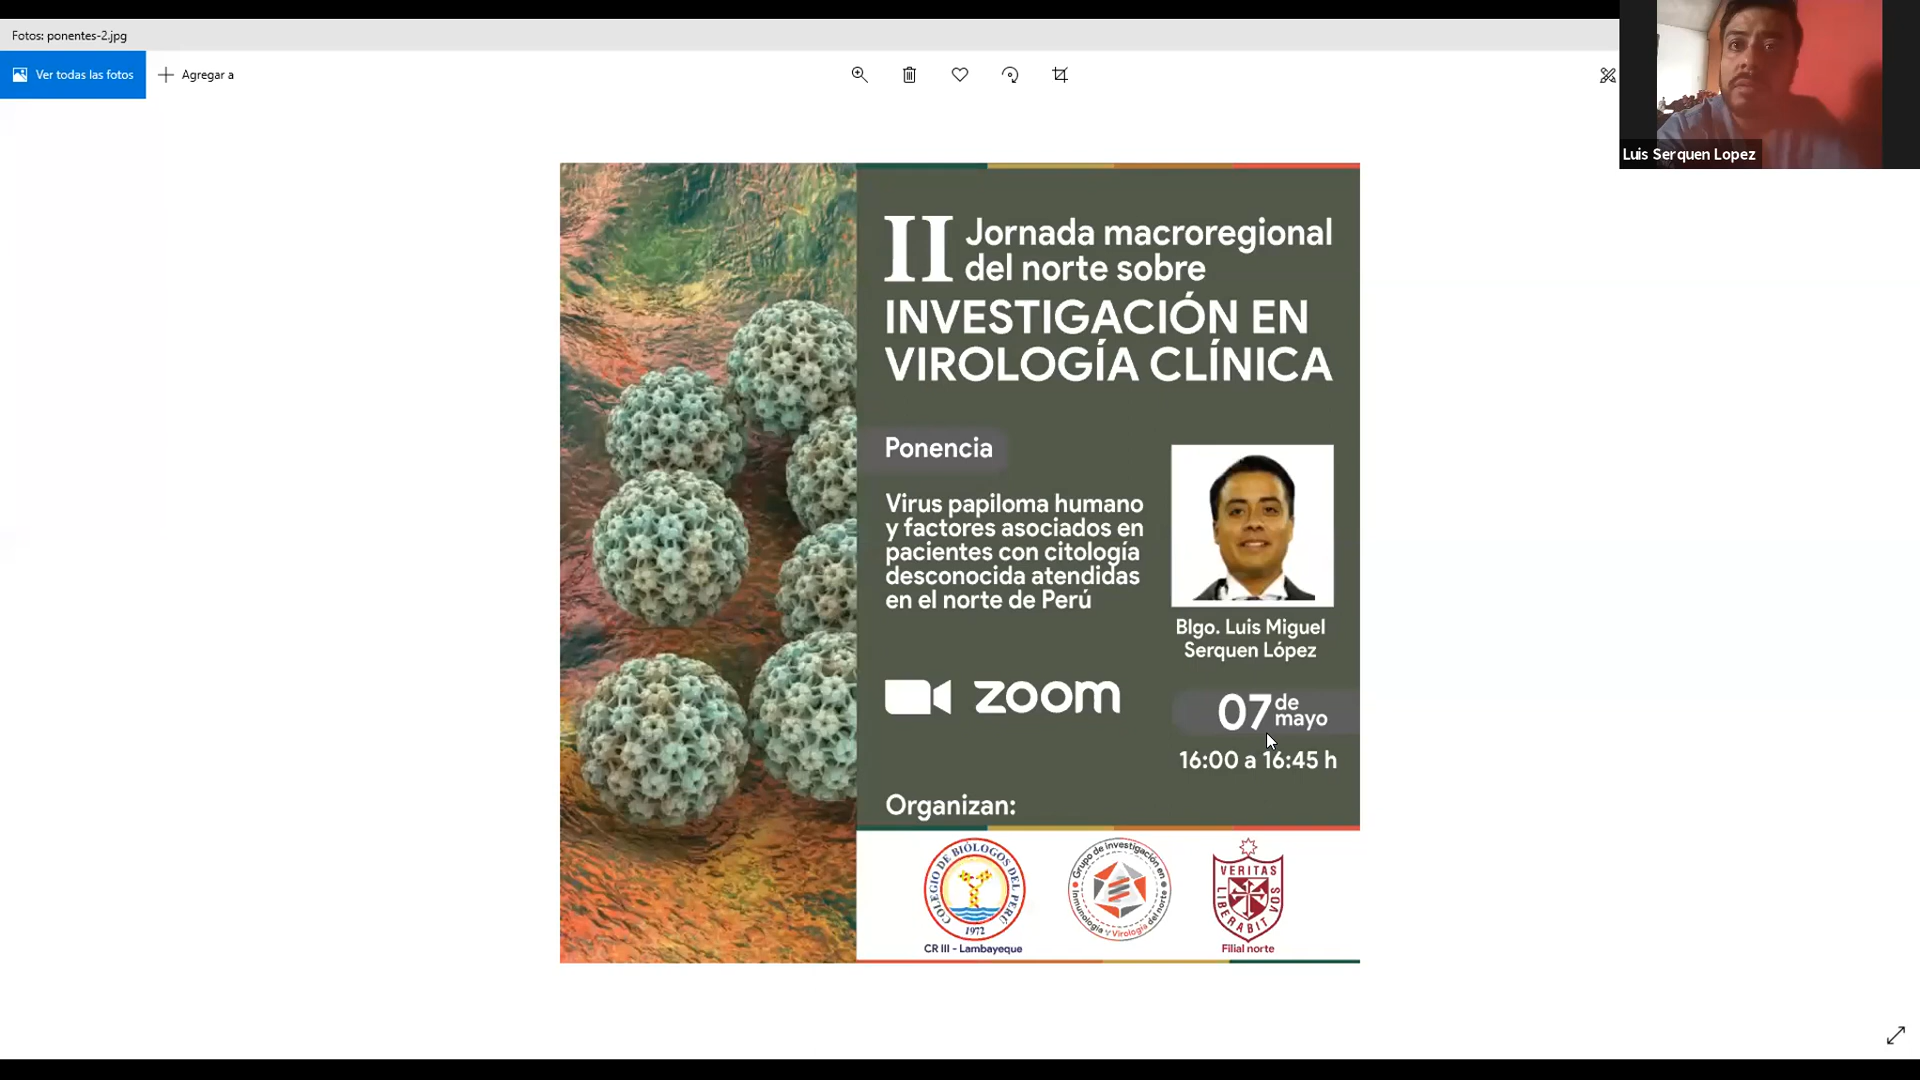 Fotos: ponentes-2.jpg
Ver todas las fotos
Agregar a
Luis Serquen Lopez
II Jornada macroregional
del norte sobre
INVESTIGACIÓN EN
VIROLOGÍA CLÍNICA
Ponencia
Virus papiloma humano
y factores asociados en
pacientes con citología
desconocida atendidas
en el norte de Perú
Blgo. Luis Miguel
Serquen López
zoom
07 de
mayo
16:00 a 16:45 h
Organizan:
COLEGIO DE BIÓLOGOS DEL PERÚ
1972
CR III - Lambayeque
Grupo de investigación en
Inmunología y Virología del norte
VERITAS
LIBERABIT VOS
Filial norte